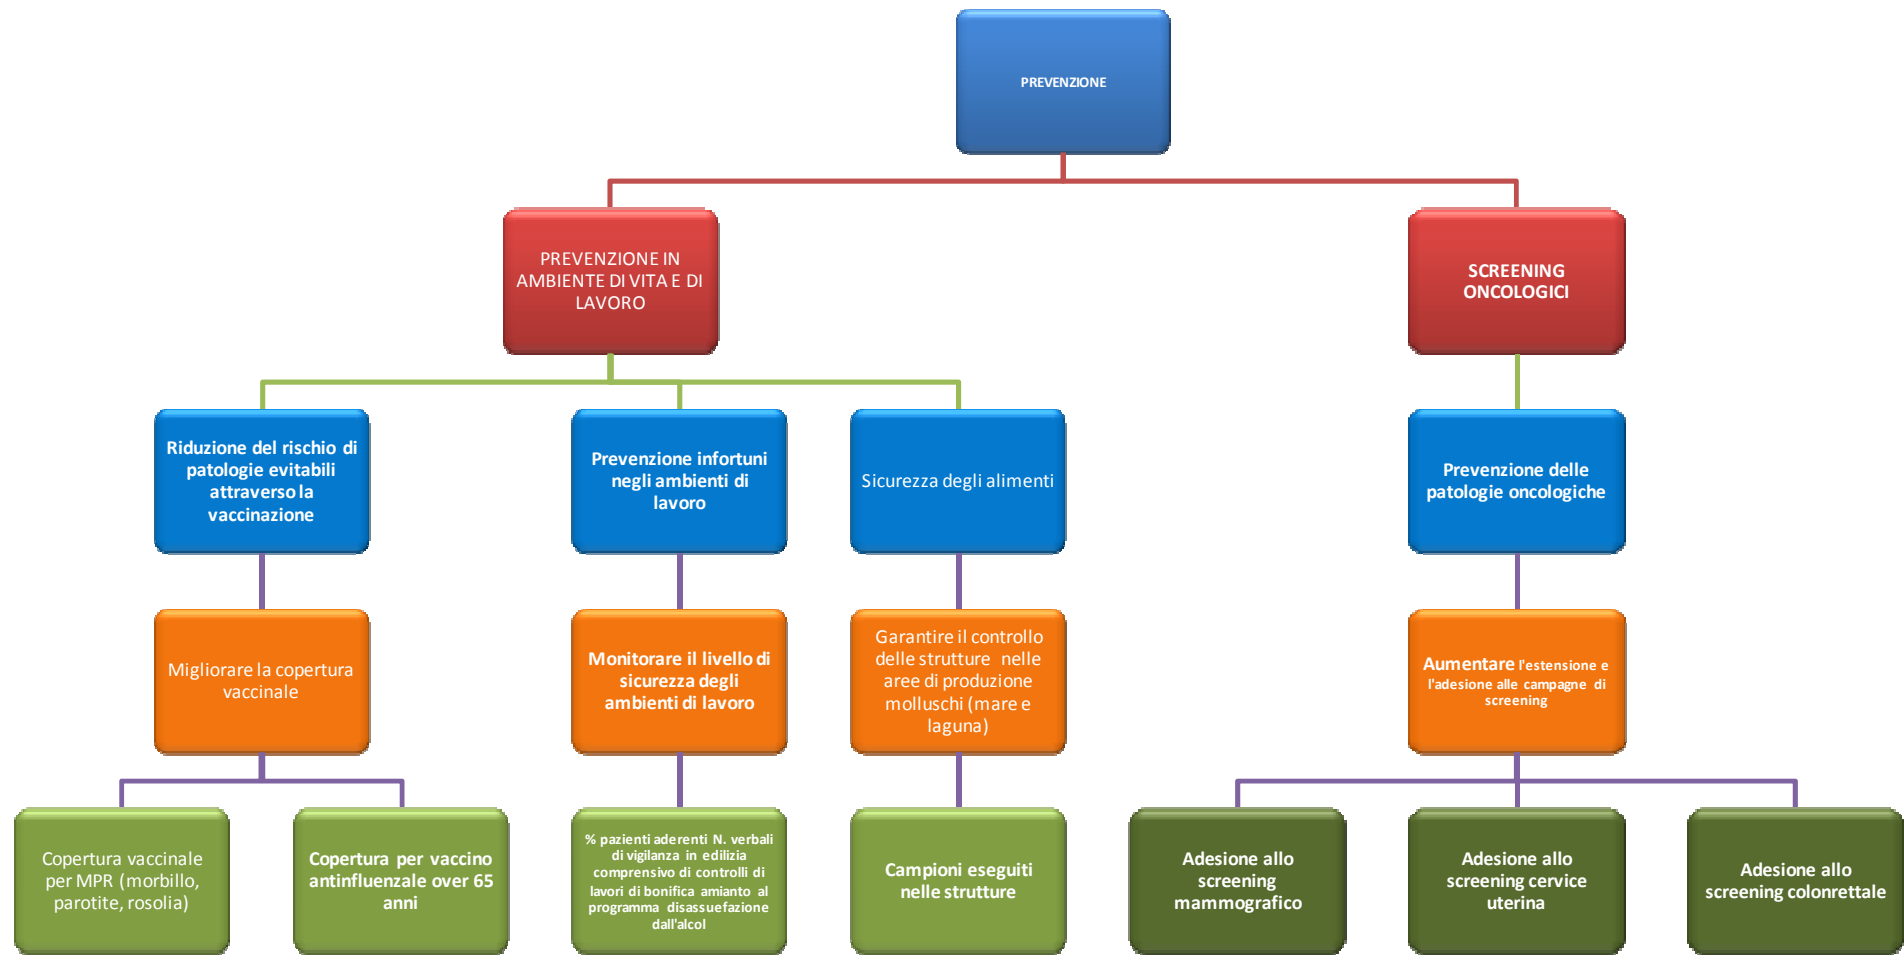 PREVENZIONE
PREVENZIONE IN
AMBIENTE DI VITA E DI
LAVORO
SCREENING
ONCOLOGICI
Riduzione del rischio di
patologie evitabili
attraverso la
vaccinazione
Prevenzione infortuni
negli ambienti di
lavoro
Sicurezza degli alimenti
Prevenzione delle
patologie oncologiche
Migliorare la copertura
vaccinale
Monitorare il livello di
sicurezza degli
ambienti di lavoro
Garantire il controllo
delle strutture nelle
aree di produzione
molluschi (mare e
laguna)
Aumentare l'estensione e
l'adesione alle campagne di
screening
Copertura vaccinale
per MPR (morbillo,
parotite, rosolia)
Copertura per vaccino
antinfluenzale over 65
anni
% pazienti aderenti N. verbali
di vigilanza in edilizia
comprensivo di controlli di
lavori di bonifica amianto al
programma disassuefazione
dall'alcol
Campioni eseguiti
nelle strutture
Adesione allo
screening
mammografico
Adesione allo
screening cervice
uterina
Adesione allo
screening colonrettale